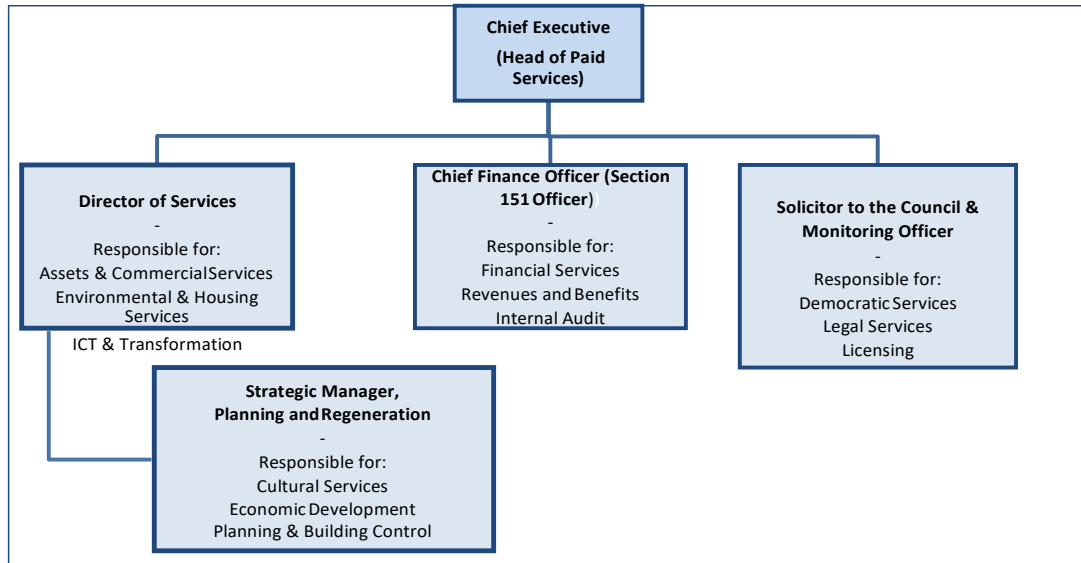 Chief Executive
(Head of Paid
Services)
Director of Services
-
Responsible for:
Assets & Commercial Services
Environmental & Housing
Services
ICT & Transformation
Chief Finance Officer (Section
151 Officer))
-
Responsible for:
Financial Services
Revenues and Benefits
Internal Audit
Solicitor to the Council &
Monitoring Officer
-
Responsible for:
Democratic Services
Legal Services
Licensing
Strategic Manager,
Planning and Regeneration
-
Responsible for:
Cultural Services
Economic Development
Planning & Building Control